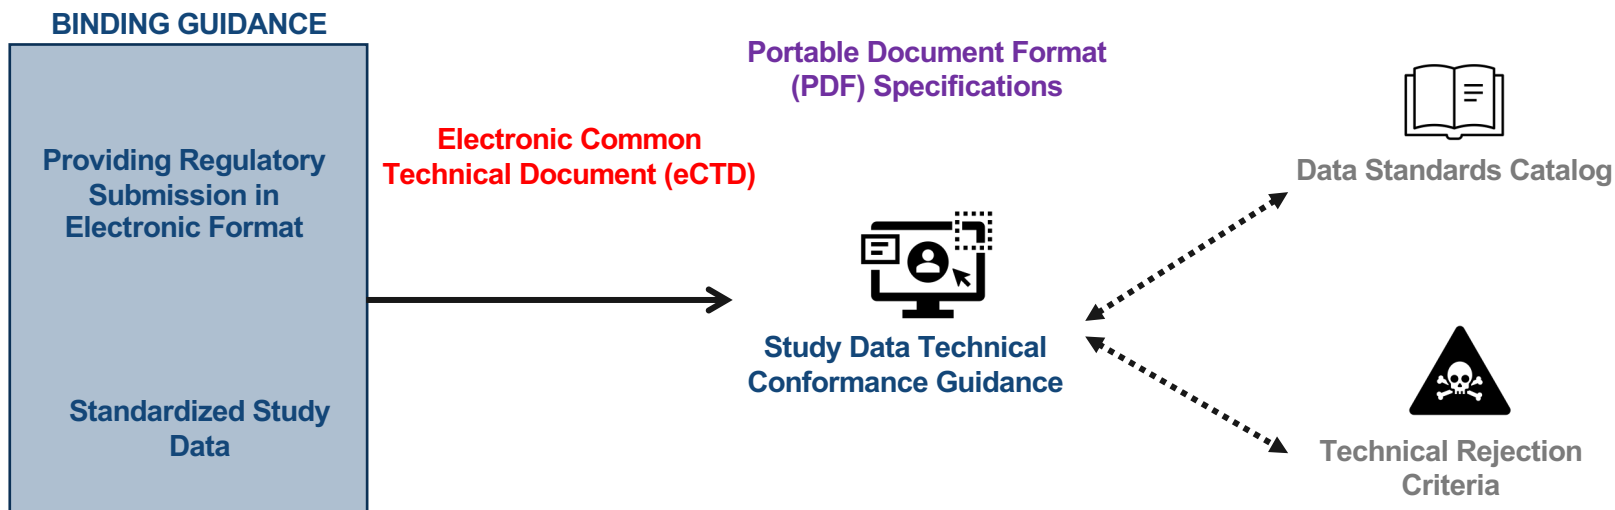 BINDING GUIDANCE
Providing Regulatory
Submission in
Electronic Format
Standardized Study
Data
Electronic Common
Technical Document (eCTD)
Portable Document Format
(PDF) Specifications
Study Data Technical
Conformance Guidance
Data Standards Catalog
Technical Rejection
Criteria